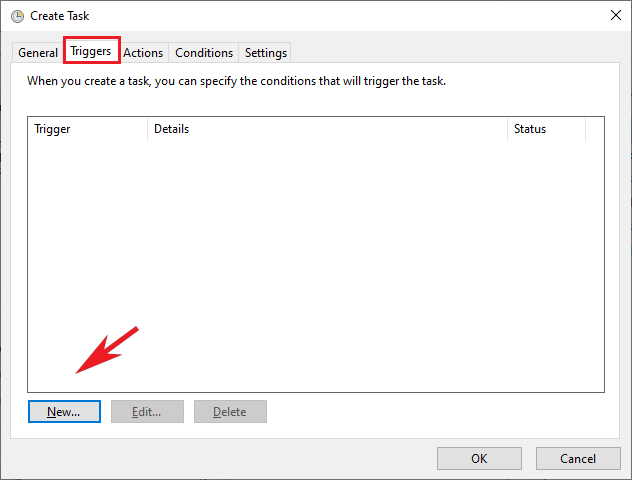 Create Task
General Triggers Actions Conditions Settings
When you create a task, you can specify the conditions that will trigger the task.
Trigger Details Status
New... Edit... Delete
OK Cancel